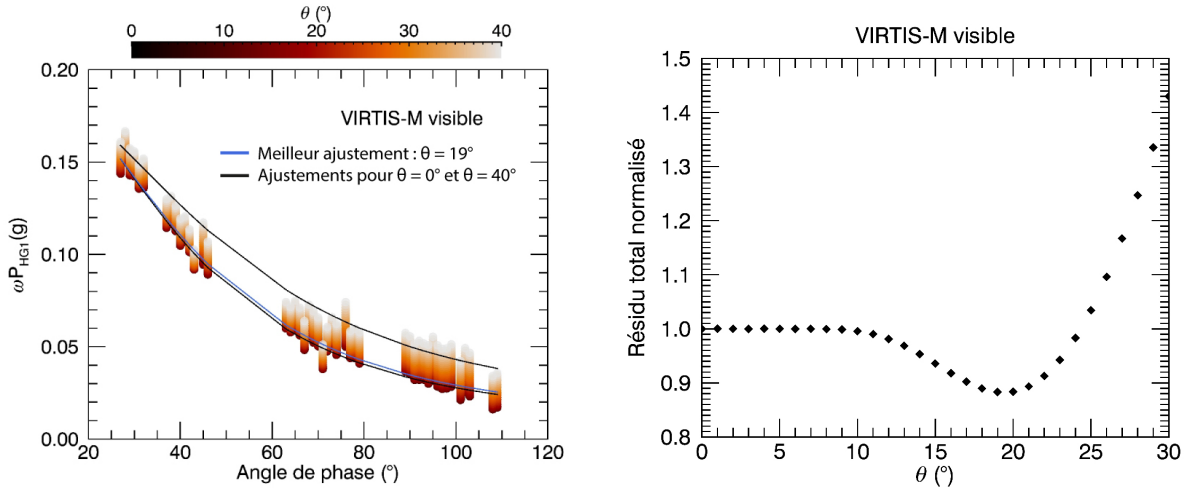 θ (°)
0 10 20 30 40
VIRTIS-M visible
Meilleur ajustement : θ = 19°
Ajustements pour θ = 0° et θ = 40°
ωP_HG1(g)
0.20
0.15
0.10
0.05
0.00
20 40 60 80 100 120
Angle de phase (°)
VIRTIS-M visible
Résidu total normalisé
1.5
1.4
1.3
1.2
1.1
1.0
0.9
0.8
0 5 10 15 20 25 30
θ (°)